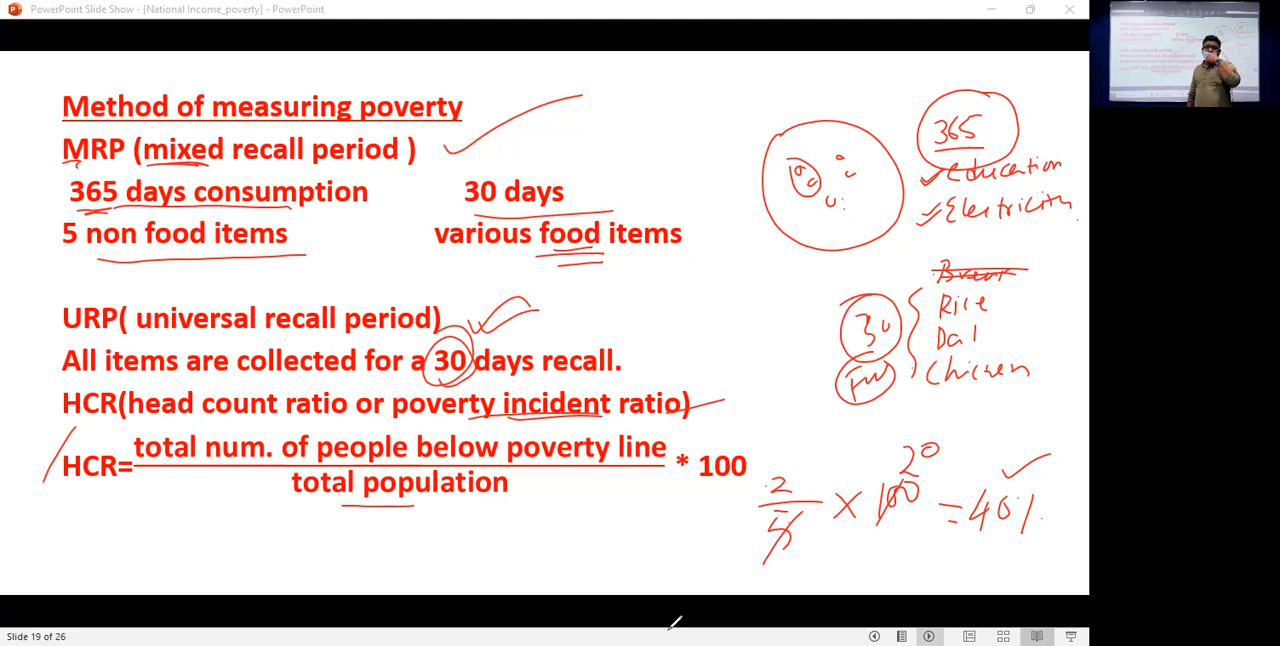 PowerPoint Slide Show - [National Income_poverty] - PowerPoint
Method of measuring poverty
MRP (mixed recall period )
365 days consumption 30 days
5 non food items various food items
URP( universal recall period)
All items are collected for a 30 days recall.
HCR(head count ratio or poverty incident ratio)
HCR= total num. of people below poverty line * 100
total population
365
education
Electricity
30
Rice
Dal
Chicken
20
2/5 X 100 = 40%
Slide 19 of 26